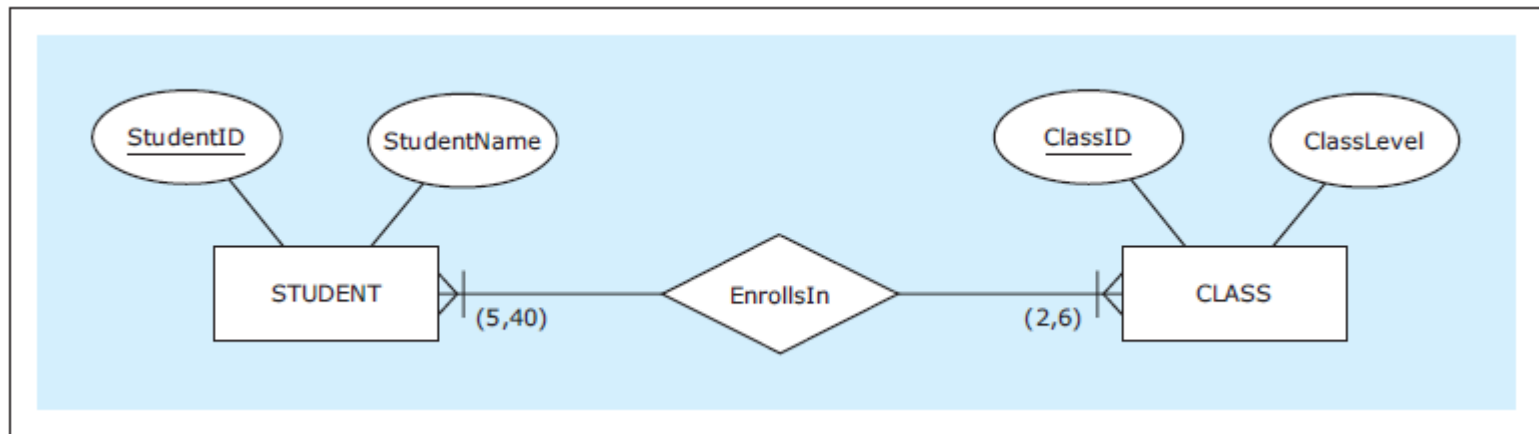 StudentID
StudentName
ClassID
ClassLevel
STUDENT
EnrollsIn
CLASS
(5,40)
(2,6)